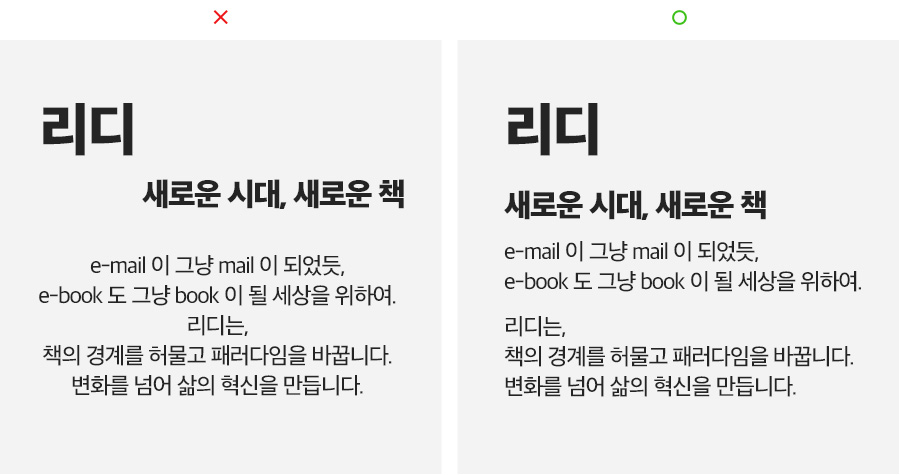 리디
새로운 시대, 새로운 책
e-mail 이 그냥 mail 이 되었듯,
e-book 도 그냥 book 이 될 세상을 위하여.
리디는,
책의 경계를 허물고 패러다임을 바꿉니다.
변화를 넘어 삶의 혁신을 만듭니다.
리디
새로운 시대, 새로운 책
e-mail 이 그냥 mail 이 되었듯,
e-book 도 그냥 book 이 될 세상을 위하여.
리디는,
책의 경계를 허물고 패러다임을 바꿉니다.
변화를 넘어 삶의 혁신을 만듭니다.